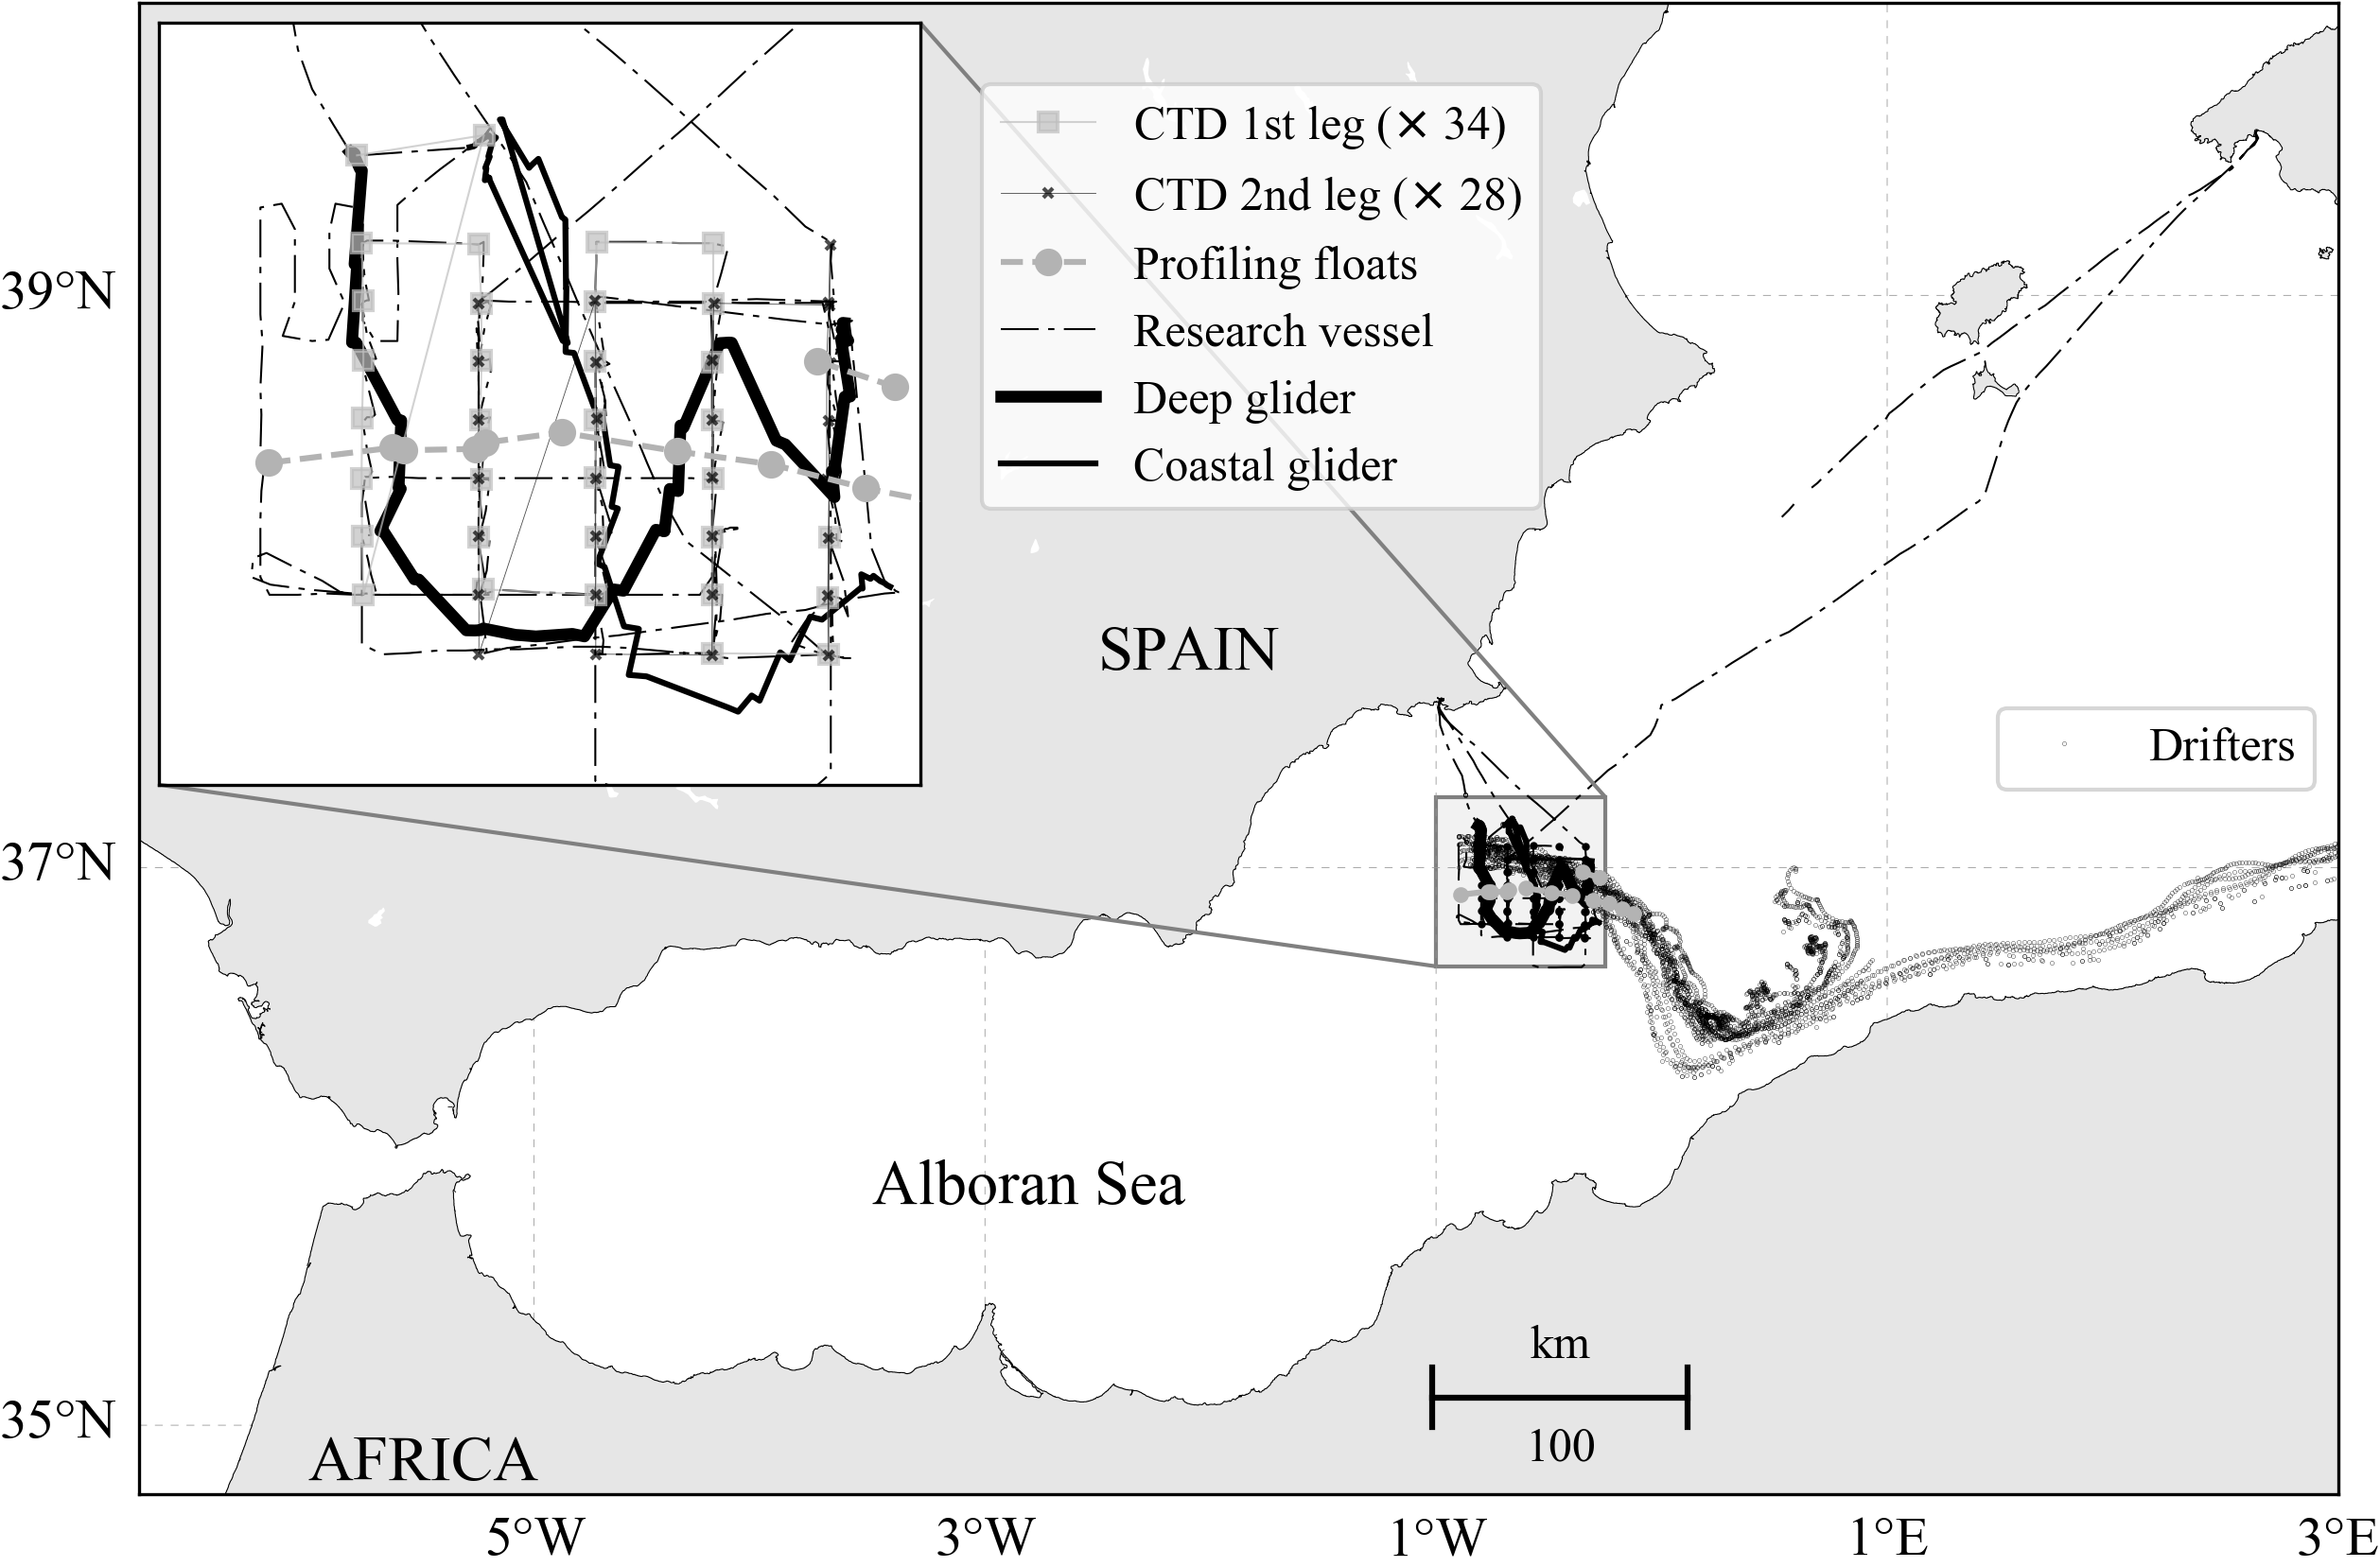 CTD 1st leg (× 34)
CTD 2nd leg (× 28)
Profiling floats
Research vessel
Deep glider
Coastal glider
39°N
SPAIN
Drifters
37°N
Alboran Sea
km
100
35°N
AFRICA
5°W
3°W
1°W
1°E
3°E